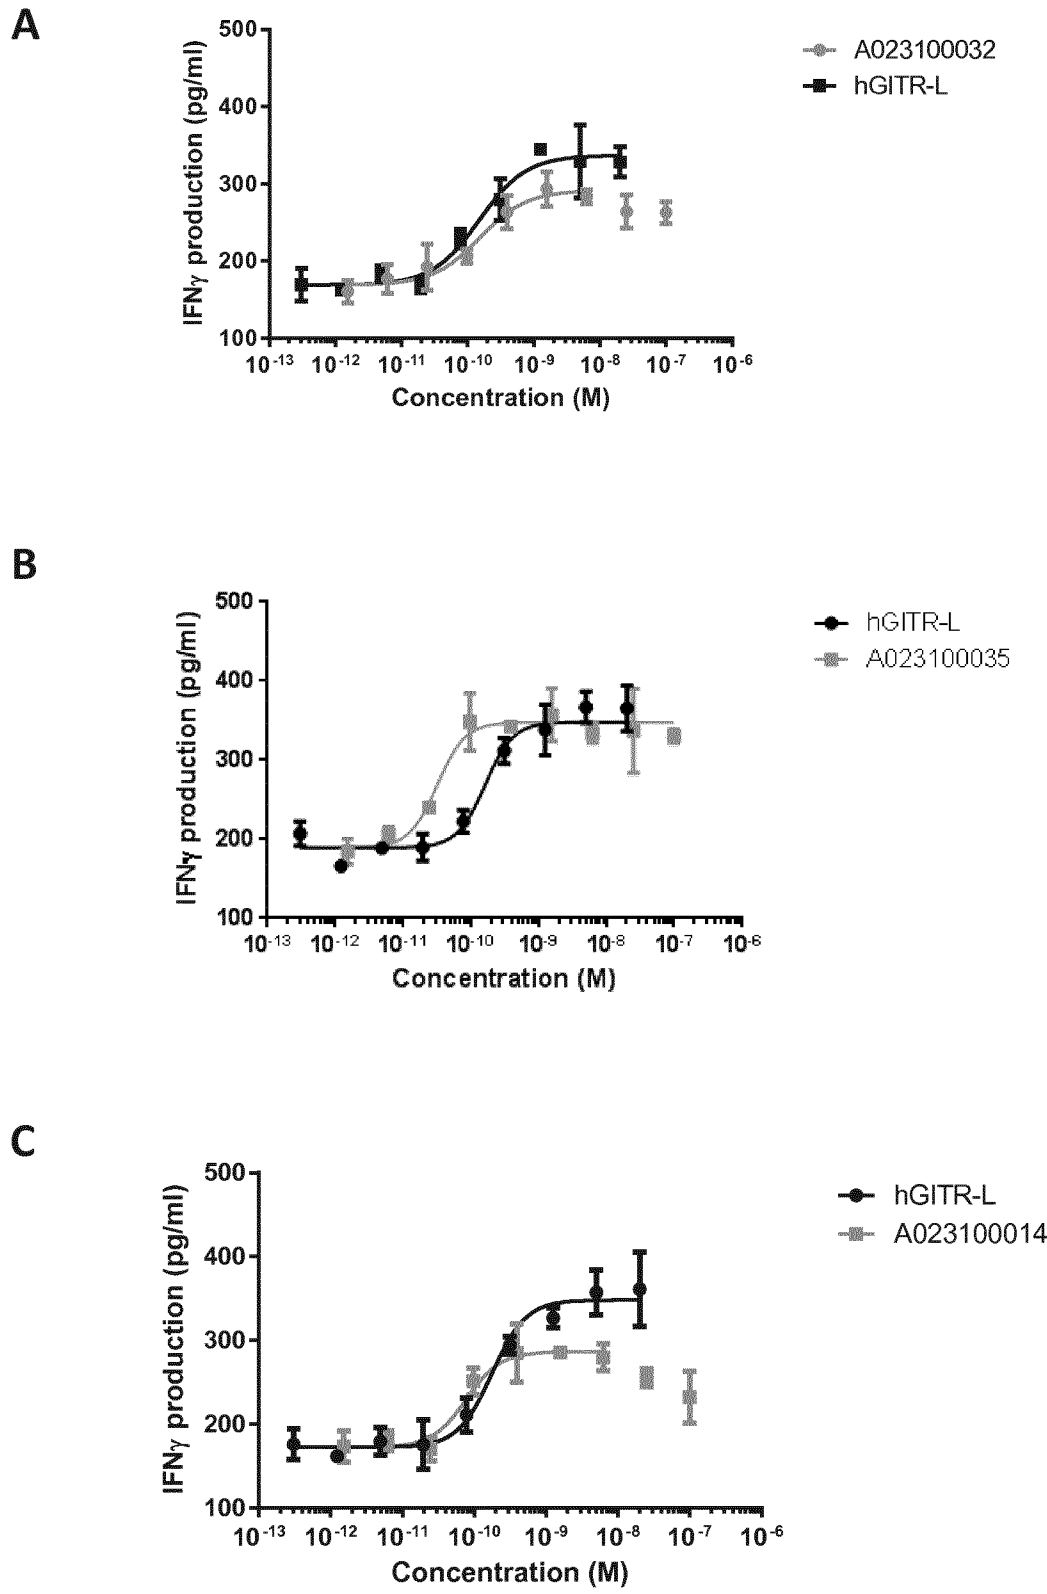 A
IFNγ production (pg/ml)
500
400
300
200
100
10-13 10-12 10-11 10-10 10-9 10-8 10-7 10-6
Concentration (M)
A023100032
hGITR-L
B
IFNγ production (pg/ml)
500
400
300
200
100
10-13 10-12 10-11 10-10 10-9 10-8 10-7 10-6
Concentration (M)
hGITR-L
A023100035
C
IFNγ production (pg/ml)
500
400
300
200
100
10-13 10-12 10-11 10-10 10-9 10-8 10-7 10-6
Concentration (M)
hGITR-L
A023100014